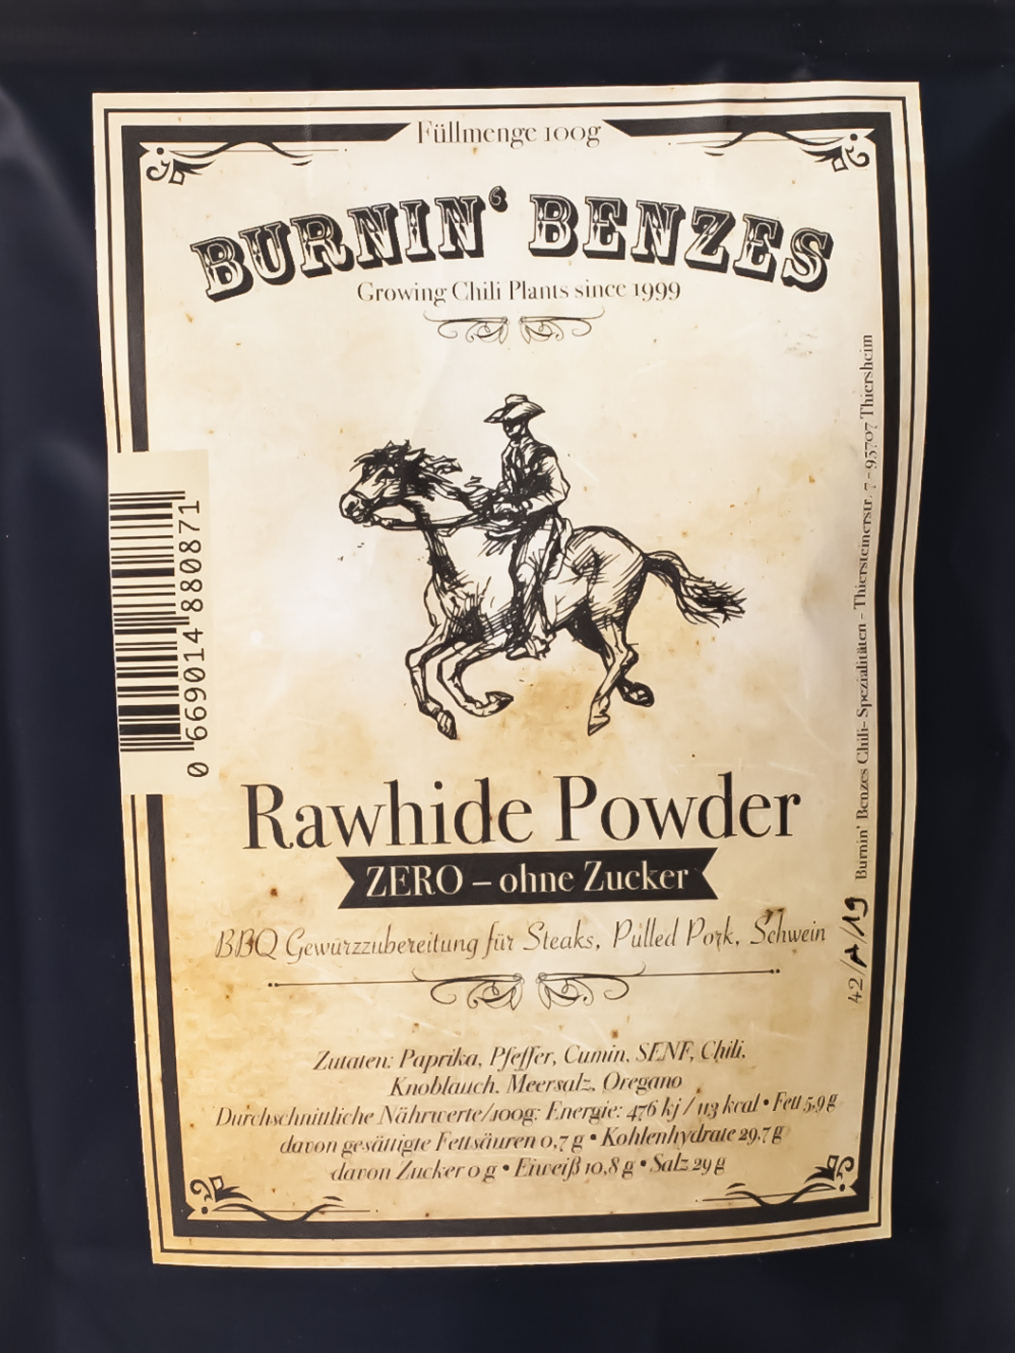 Füllmenge 100g
BURNIN‘ BENZES
Growing Chili Plants since 1999
0 669014 880871
Rawhide Powder
ZERO – ohne Zucker
BBQ Gewürzzubereitung für Steaks, Pulled Pork, Schwein
Zutaten: Paprika, Pfeffer, Cumin, SENF, Chili,
Knoblauch, Meersalz, Oregano
Durchschnittliche Nährwerte/100g: Energie: 476 kj / 113 kcal • Fett 5,9 g
davon gesättigte Fettsäuren 0,7 g • Kohlenhydrate 29,7 g
davon Zucker 0 g • Eiweiß 10,8 g • Salz 29 g
Burnin' Benzes Chili- Spezialitäten - Thiersteinerstr. 7 - 95707 Thiersheim
42/A/19